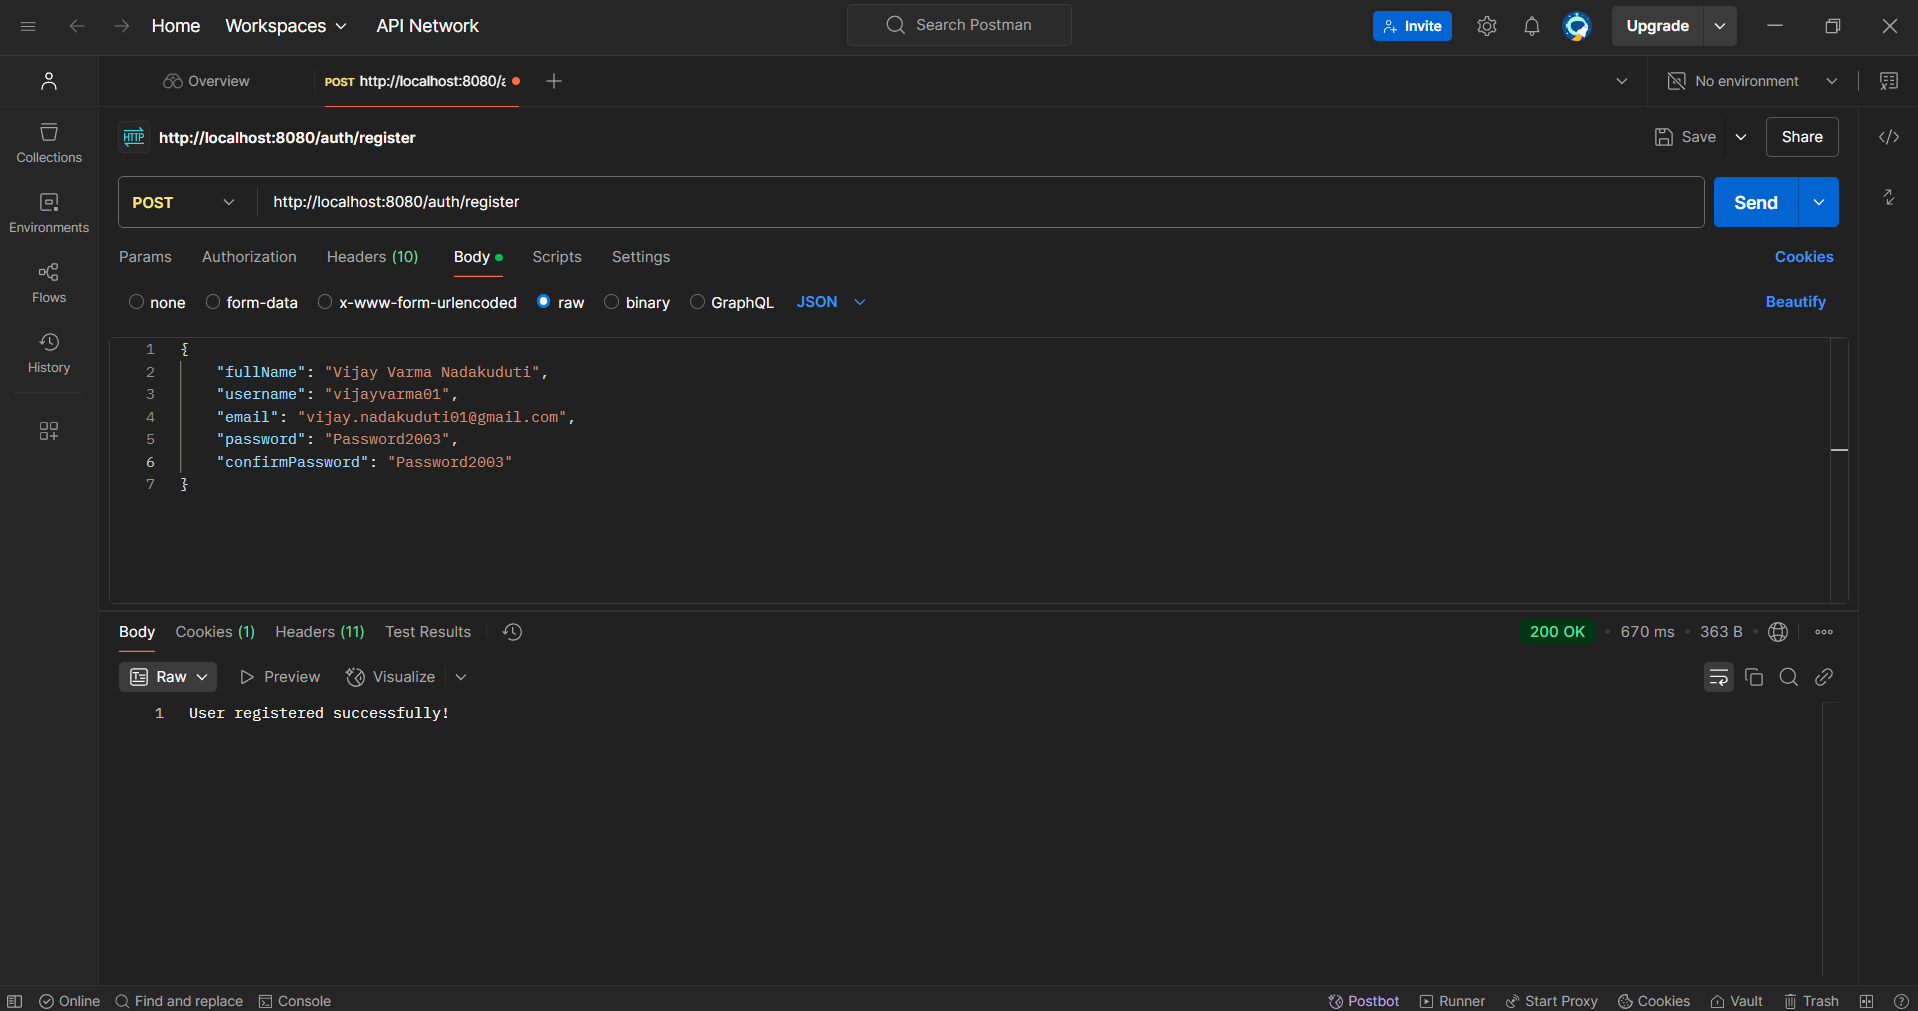 Home Workspaces API Network Search Postman Invite Upgrade
Overview POST http://localhost:8080/a No environment
HTTP http://localhost:8080/auth/register Save Share
Collections
POST http://localhost:8080/auth/register Send
Environments
Params Authorization Headers (10) Body Scripts Settings Cookies
Flows
none form-data x-www-form-urlencoded raw binary GraphQL JSON Beautify
History
1 {
2 "fullName": "Vijay Varma Nadakuduti",
3 "username": "vijayvarma01",
4 "email": "vijay.nadakuduti01@gmail.com",
5 "password": "Password2003",
6 "confirmPassword": "Password2003"
7 }
Body Cookies (1) Headers (11) Test Results 200 OK • 670 ms • 363 B •
Raw Preview Visualize
1 User registered successfully!
Online Find and replace Console Postbot Runner Start Proxy Cookies Vault Trash